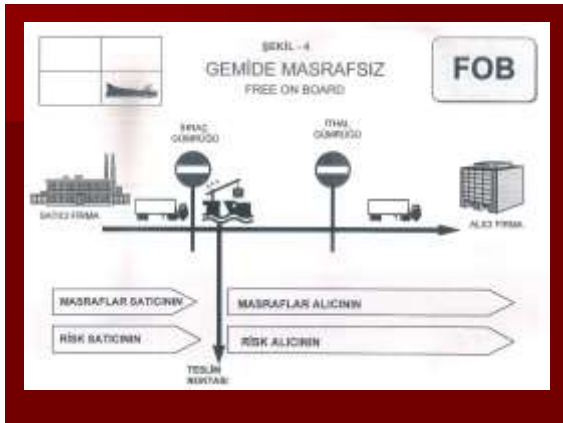 ŞEKİL - 4
GEMİDE MASRAFSIZ
FREE ON BOARD
FOB
İHRAÇ
GÜMRÜĞÜ
İTHAL
GÜMRÜĞÜ
SATICI FİRMA
ALICI FİRMA
MASRAFLAR SATICININ
MASRAFLAR ALICININ
RİSK SATICININ
RİSK ALICININ
TESLİM
NOKTASI